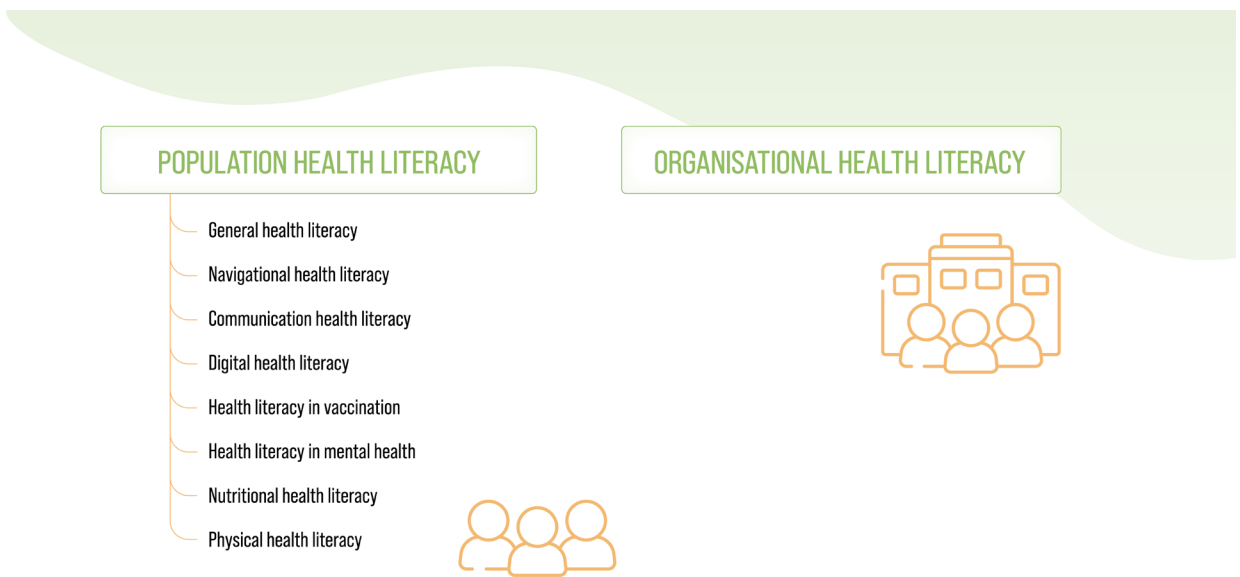 POPULATION HEALTH LITERACY
General health literacy
Navigational health literacy
Communication health literacy
Digital health literacy
Health literacy in vaccination
Health literacy in mental health
Nutritional health literacy
Physical health literacy
ORGANISATIONAL HEALTH LITERACY